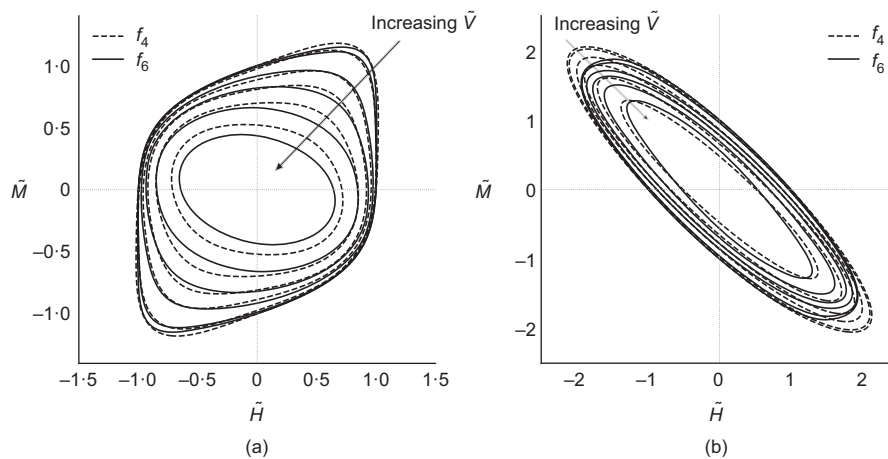 Increasing Ṽ
f4
f6
1·0
0·5
0
–0·5
–1·0
M̃
–1·5
–1·0
–0·5
0
0·5
1·0
1·5
H̃
(a)
Increasing Ṽ
f4
f6
2
1
0
–1
–2
M̃
–2
–1
0
1
2
H̃
(b)